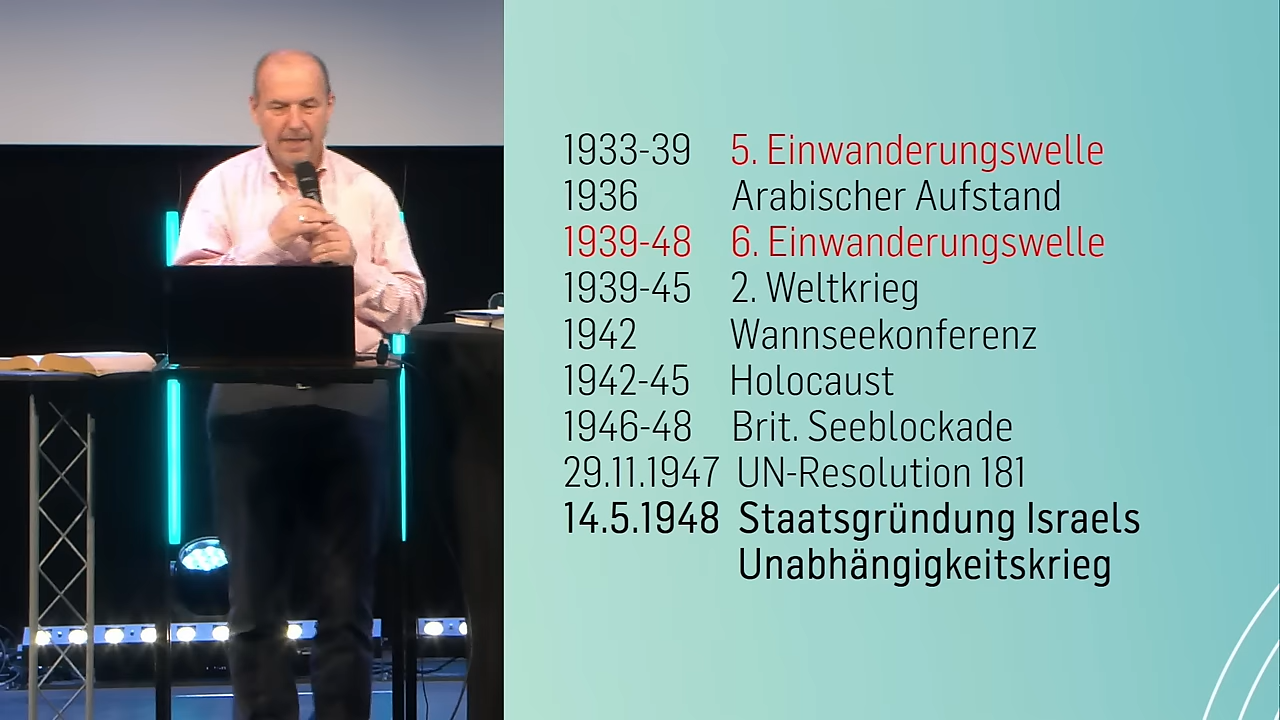 1933-39 5. Einwanderungswelle
1936 Arabischer Aufstand
1939-48 6. Einwanderungswelle
1939-45 2. Weltkrieg
1942 Wannseekonferenz
1942-45 Holocaust
1946-48 Brit. Seeblockade
29.11.1947 UN-Resolution 181
14.5.1948 Staatsgründung Israels
Unabhängigkeitskrieg